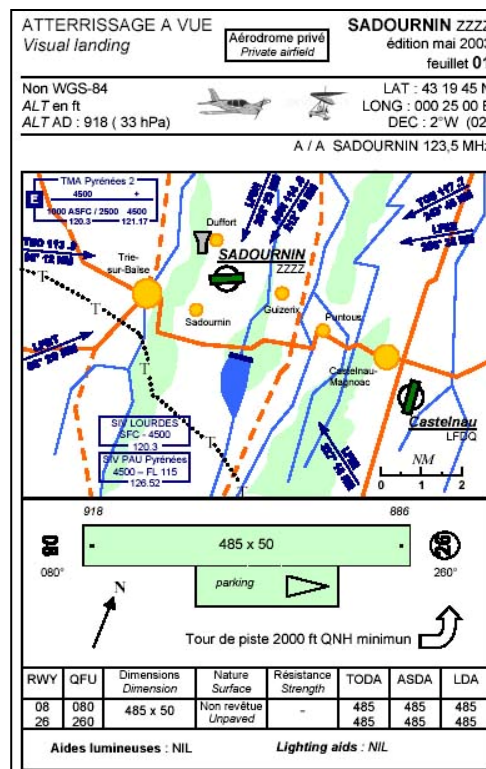 ATTERRISSAGE A VUE
Visual landing
Aérodrome privé
Private airfield
SADOURNIN ZZZZ
édition mai 2003
feuillet 01
Non WGS-84
ALT en ft
ALT AD : 918 ( 33 hPa)
LAT : 43 19 45 N
LONG : 000 25 00 E
DEC : 2°W (02
A / A SADOURNIN 123,5 MHz
TMA Pyrénées 2
E
4500 +
1000 ASFC / 2500 4500
120.3 121.17
Duffort
SADOURNIN
ZZZZ
Trie-
sur-Baïse
Sadournin
Guizerix
Puntous
Castelnau-
Magnoac
Castelnau
LFDQ
T
T
T
T
T
T
SIV LOURDES
SFC - 4500
120.3
SIV PAU Pyrénées
4500 – FL 115
126.52
NM
0 1 2
918
886
08
080°
485 x 50
26
260°
parking
N
Tour de piste 2000 ft QNH minimun
RWY QFU Dimensions Nature Résistance TODA ASDA LDA
Dimension Surface Strength
08 080 485 x 50 Non revêtue - 485 485 485
26 260 Unpaved 485 485 485
Aides lumineuses : NIL
Lighting aids : NIL